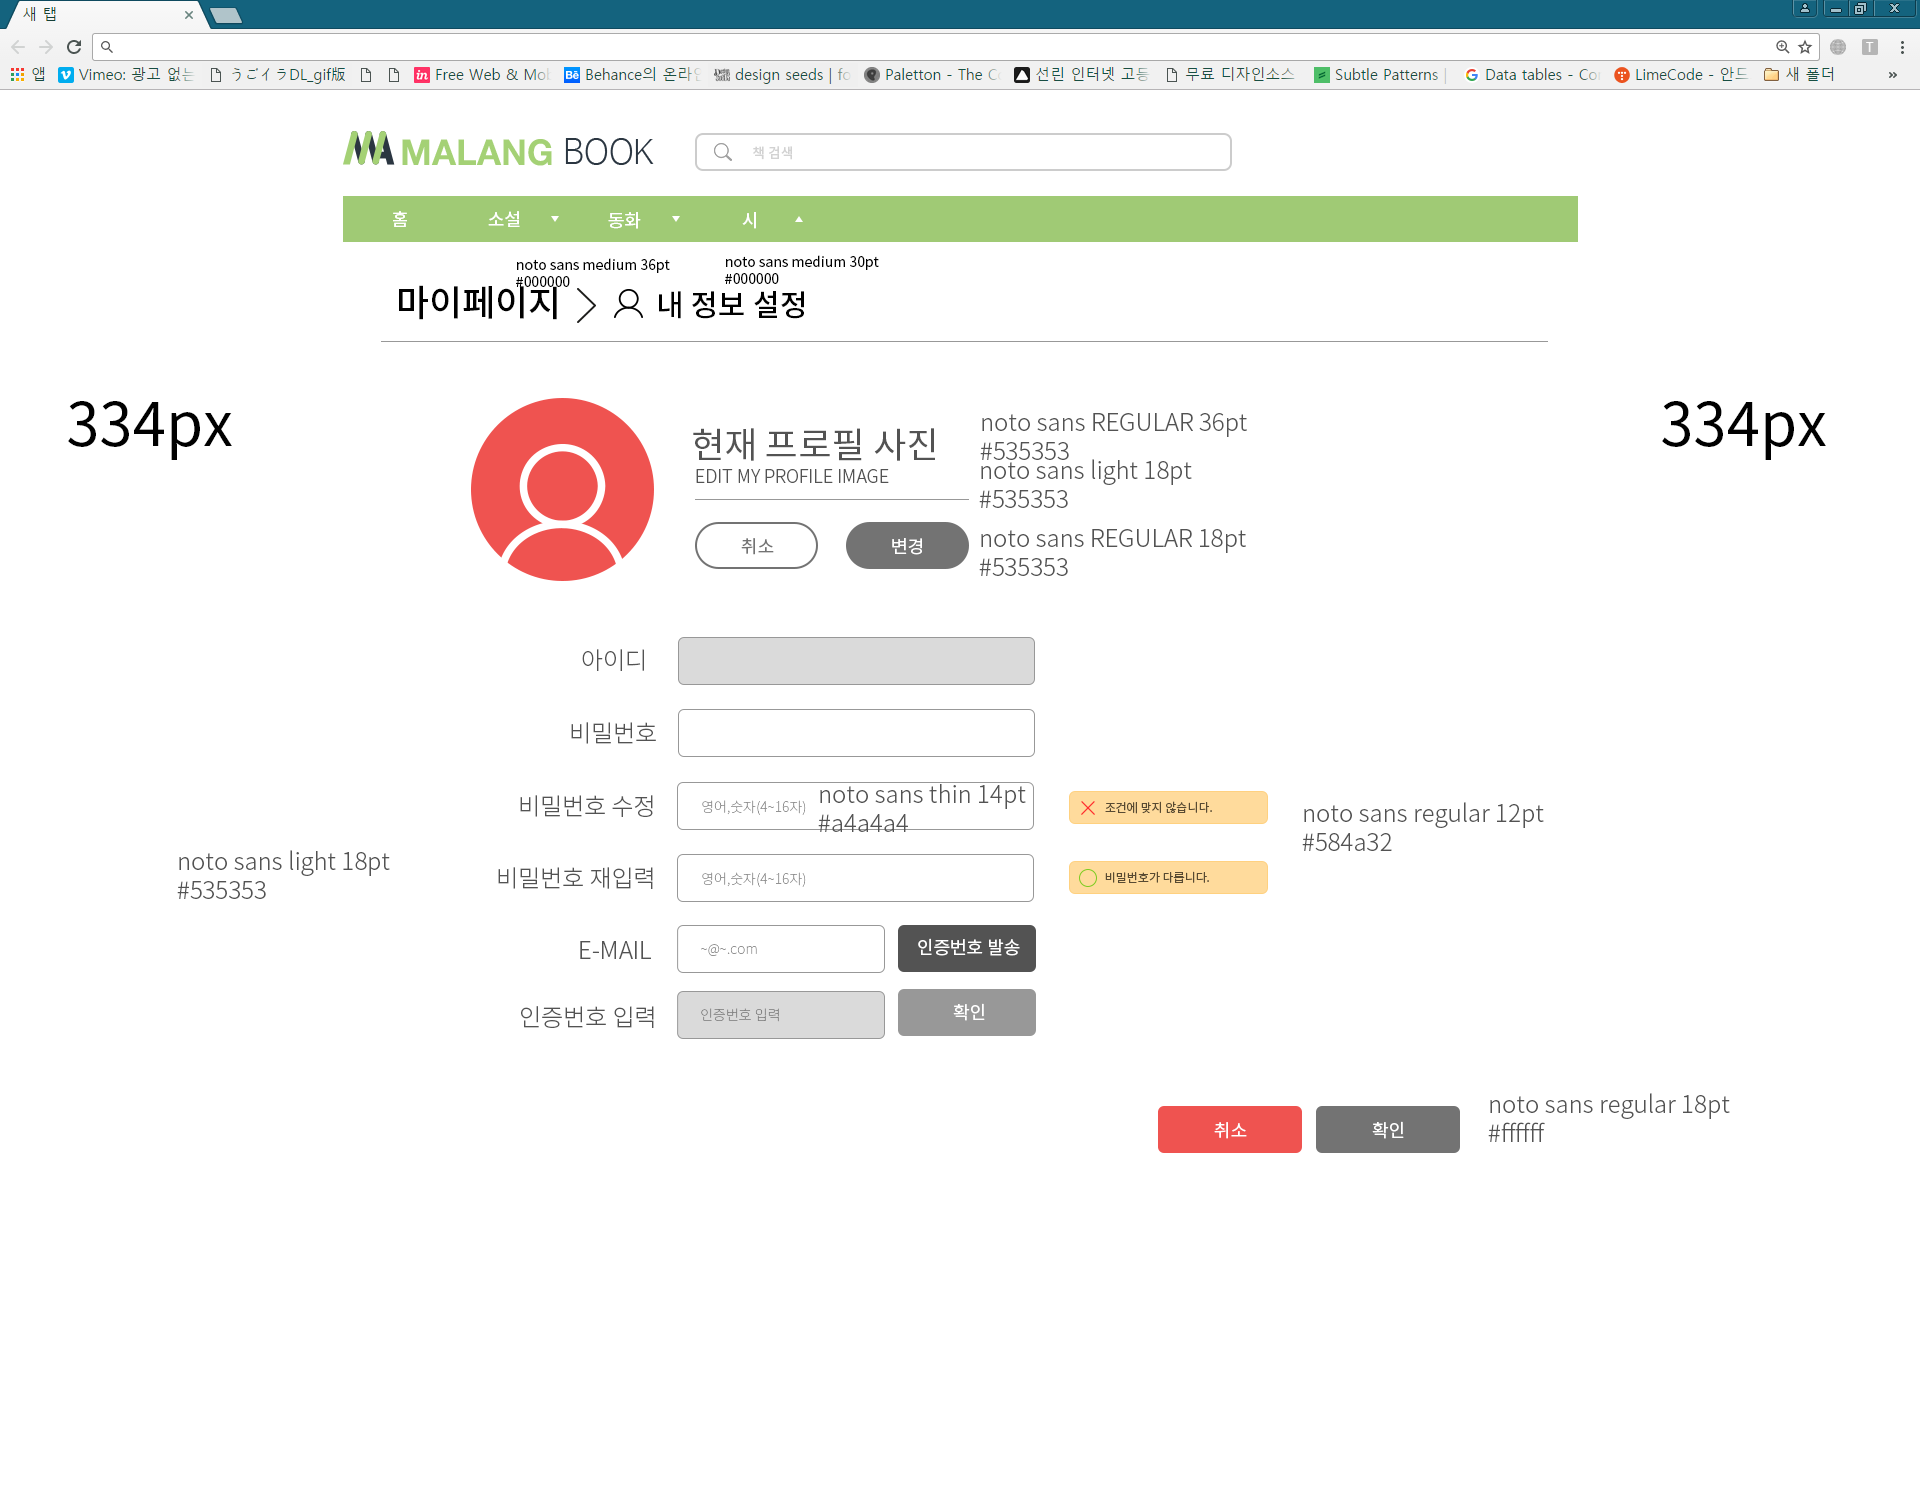 새 탭
앱 Vimeo: 광고 없는 うごイラDL_gif版 Free Web & Mob Behance의 온라인 design seeds | fo Paletton - The Co 선린 인터넷 고등 무료 디자인소스 Subtle Patterns | Data tables - Co LimeCode - 안드 새 폴더 »
MALANG BOOK
책 검색
홈 소설 동화 시
noto sans medium 36pt
#000000
noto sans medium 30pt
#000000
마이페이지 내 정보 설정
334px
334px
현재 프로필 사진
EDIT MY PROFILE IMAGE
noto sans REGULAR 36pt
#535353
noto sans light 18pt
#535353
취소 변경
noto sans REGULAR 18pt
#535353
아이디
비밀번호
비밀번호 수정 영어,숫자(4~16자)
noto sans thin 14pt
#a4a4a4
조건에 맞지 않습니다.
noto sans regular 12pt
#584a32
noto sans light 18pt
#535353
비밀번호 재입력 영어,숫자(4~16자) 비밀번호가 다릅니다.
E-MAIL ~@~.com 인증번호 발송
인증번호 입력 인증번호 입력 확인
취소 확인
noto sans regular 18pt
#ffffff